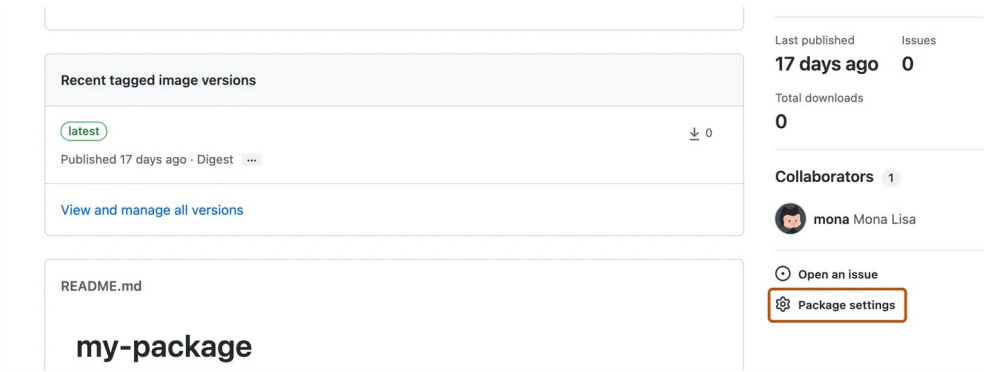 Recent tagged image versions
latest
0
Published 17 days ago · Digest ...
View and manage all versions
README.md
my-package
Last published Issues
17 days ago 0
Total downloads
0
Collaborators 1
mona Mona Lisa
Open an issue
Package settings